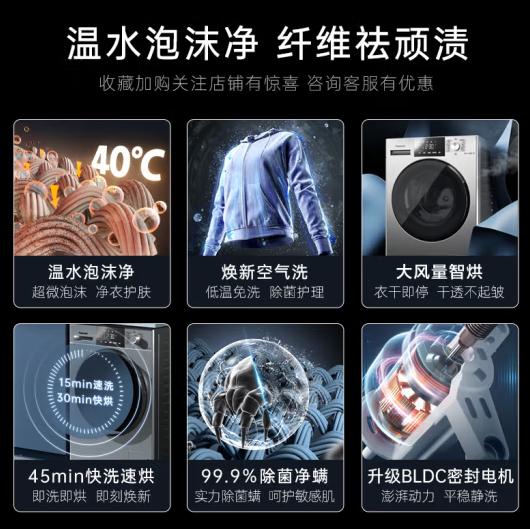 温水泡沫净 纤维祛顽渍
收藏加购关注店铺有惊喜 咨询客服有优惠
40℃
温水泡沫净
超微泡沫 净衣护肤
焕新空气洗
低温免洗 除菌护理
大风量智烘
衣干即停 干透不起皱
15min速洗
30min快烘
45min快洗速烘
即洗即烘 即刻焕新
99.9%除菌净螨
实力除菌螨 呵护敏感肌
升级BLDC密封电机
澎湃动力 平稳静洗